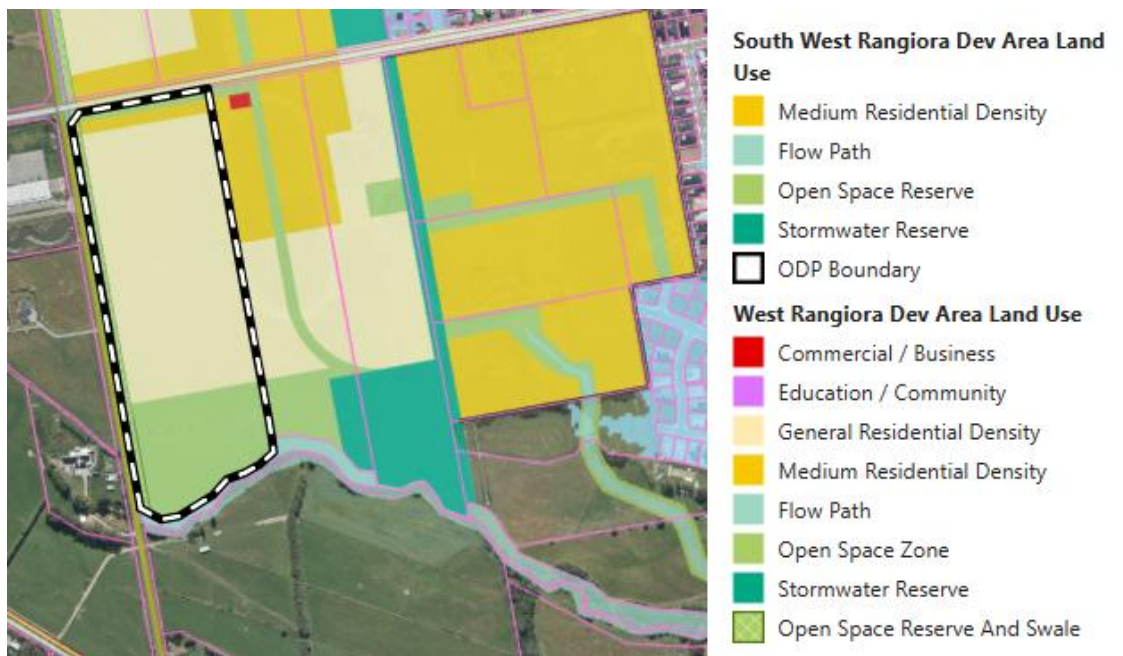 South West Rangiora Dev Area Land
Use
Medium Residential Density
Flow Path
Open Space Reserve
Stormwater Reserve
ODP Boundary
West Rangiora Dev Area Land Use
Commercial / Business
Education / Community
General Residential Density
Medium Residential Density
Flow Path
Open Space Zone
Stormwater Reserve
Open Space Reserve And Swale